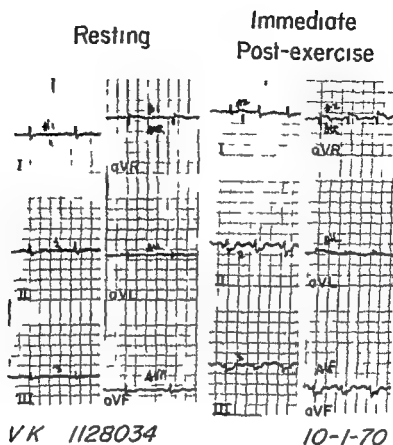 Resting
Immediate
Post-exercise
I
aVR
I
aVR
II
aVL
II
aVL
III
aVF
III
aVF
VK 1128034
10-1-70